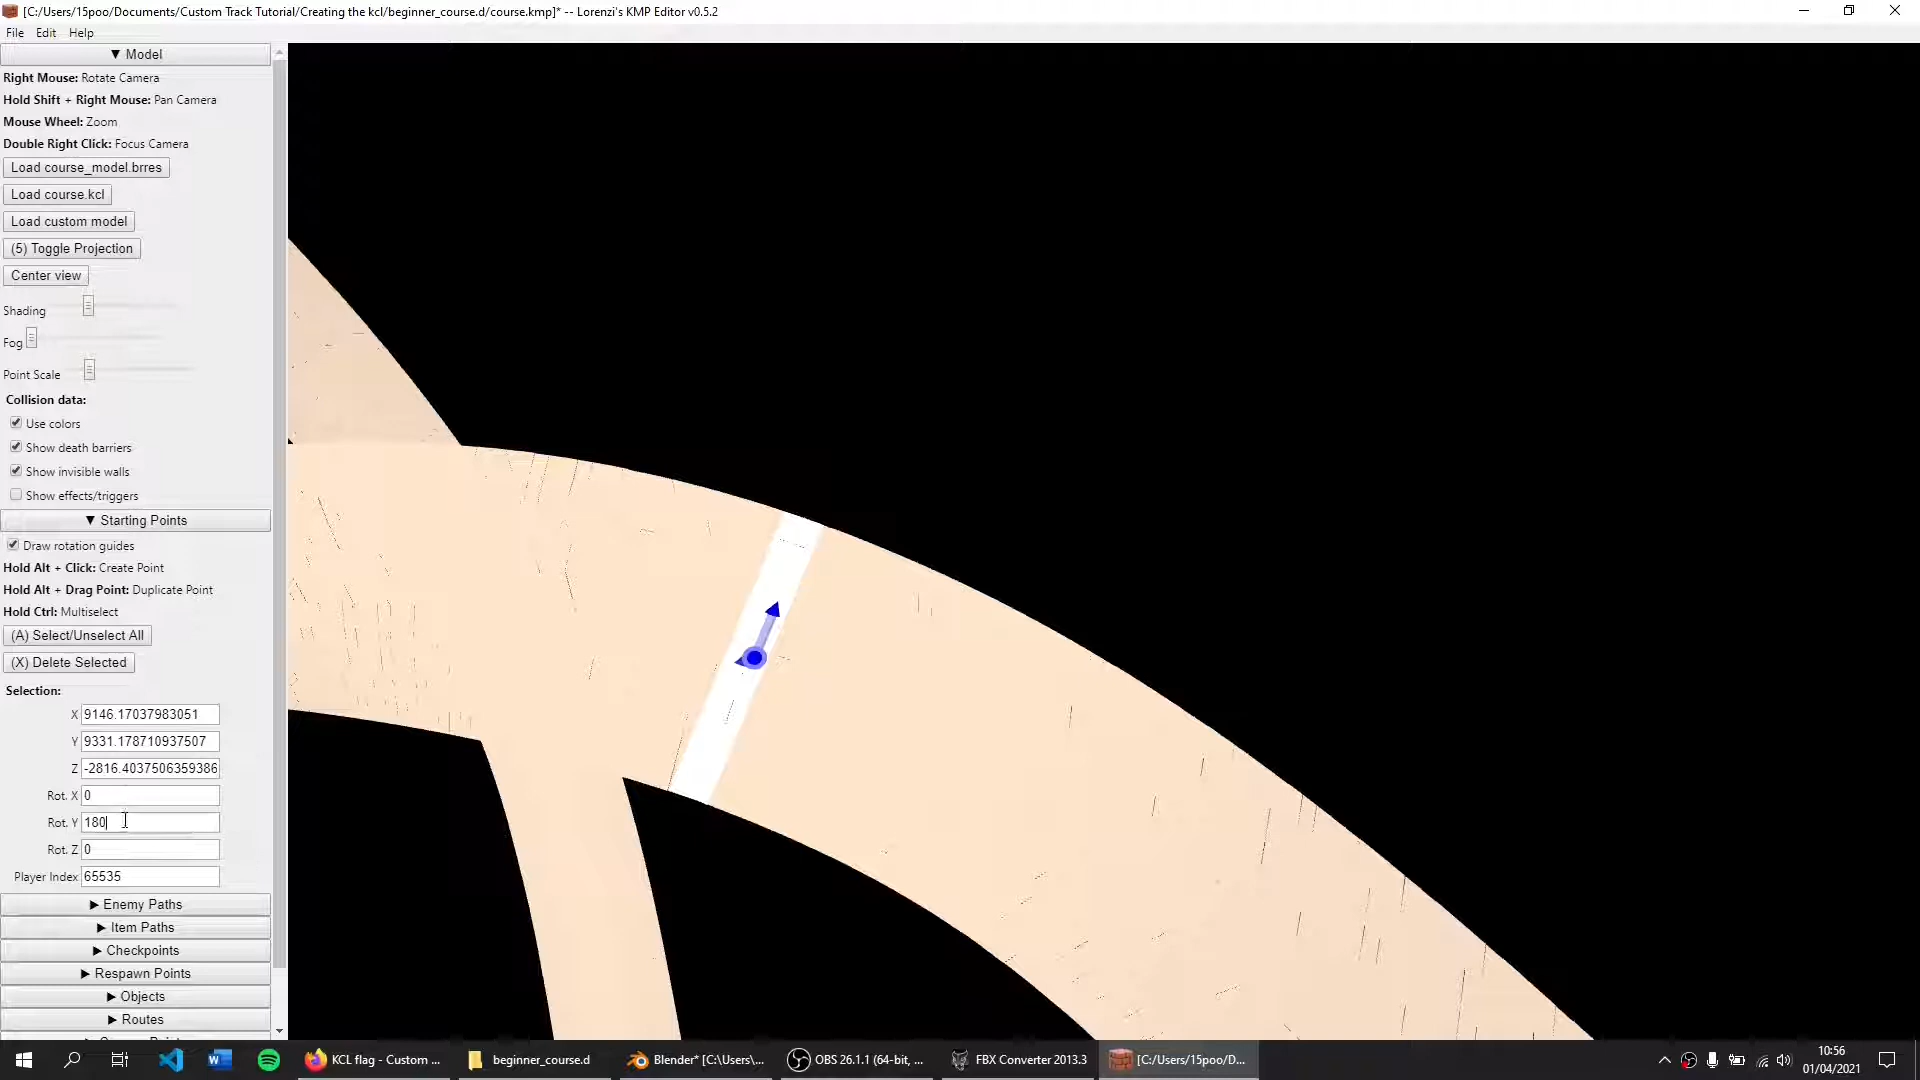 [C:/Users/15poo/Documents/Custom Track Tutorial/Creating the kcl/beginner_course.d/course.kmp]* -- Lorenzi's KMP Editor v0.5.2
File Edit Help
▼ Model
Right Mouse: Rotate Camera
Hold Shift + Right Mouse: Pan Camera
Mouse Wheel: Zoom
Double Right Click: Focus Camera
Load course_model.brres
Load course.kcl
Load custom model
(5) Toggle Projection
Center view
Shading
Fog
Point Scale
Collision data:
Use colors
Show death barriers
Show invisible walls
Show effects/triggers
▼ Starting Points
Draw rotation guides
Hold Alt + Click: Create Point
Hold Alt + Drag Point: Duplicate Point
Hold Ctrl: Multiselect
(A) Select/Unselect All
(X) Delete Selected
Selection:
X 9146.17037983051
Y 9331.178710937507
Z -2816.4037506359386
Rot. X 0
Rot. Y 180
Rot. Z 0
Player Index 65535
▶ Enemy Paths
▶ Item Paths
▶ Checkpoints
▶ Respawn Points
▶ Objects
▶ Routes
KCL flag - Custom ...
beginner_course.d
Blender* [C:\Users\...
OBS 26.1.1 (64-bit, ...
FBX Converter 2013.3
[C:/Users/15poo/D...
10:56
01/04/2021